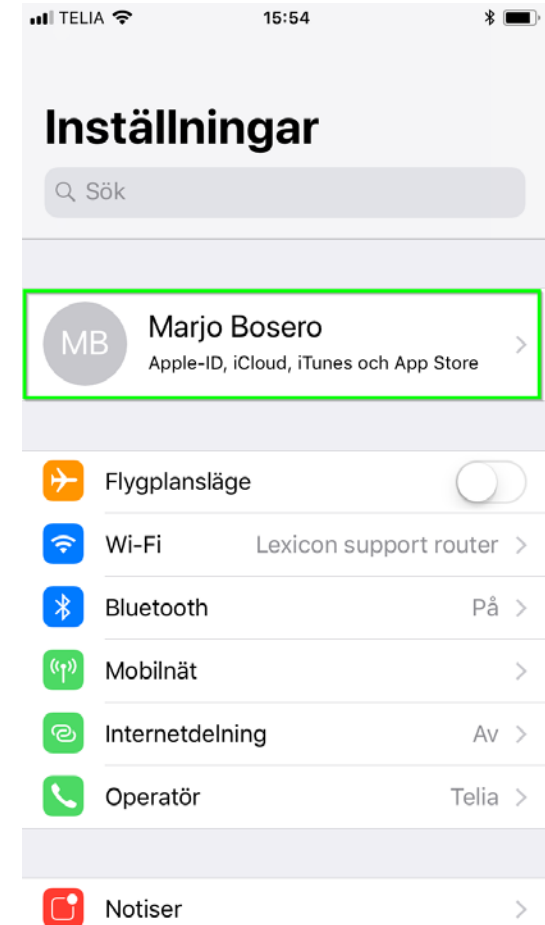 TELIA 15:54
Inställningar
Sök
MB
Marjo Bosero
Apple-ID, iCloud, iTunes och App Store
Flygplansläge
Wi-Fi Lexicon support router
Bluetooth På
Mobilnät
Internetdelning Av
Operatör Telia
Notiser